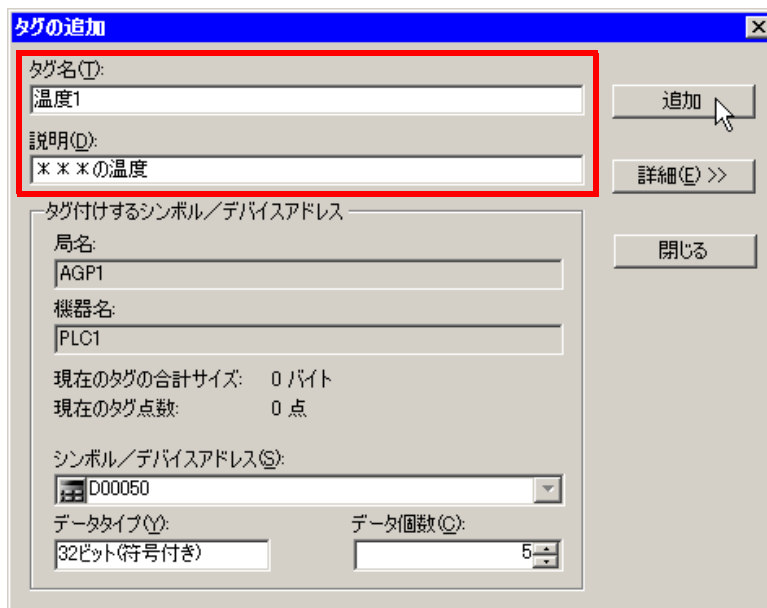 タグの追加
タグ名(T):
温度1
追加
説明(D):
＊＊＊の温度
詳細(E) >>
タグ付けするシンボル／デバイスアドレス
閉じる
局名:
AGP1
機器名:
PLC1
現在のタグの合計サイズ: 0 バイト
現在のタグ点数: 0 点
シンボル／デバイスアドレス(S):
D00050
データタイプ(Y): データ個数(C):
32ビット(符号付き) 5